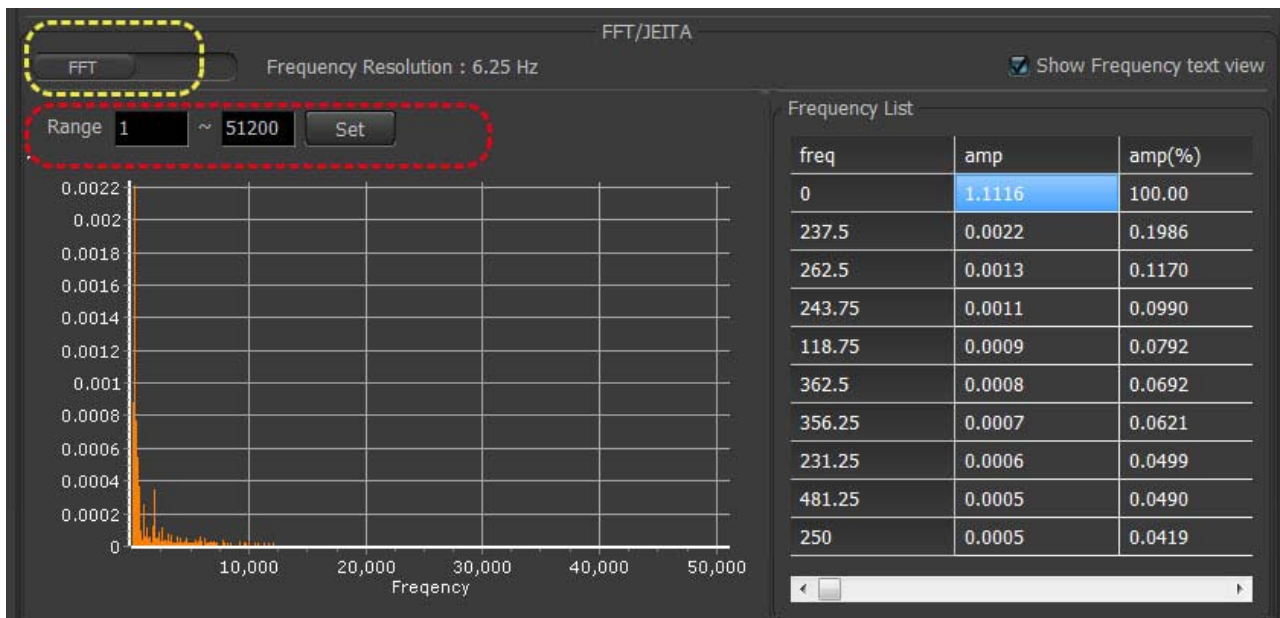 FFT/JEITA
FFT
Frequency Resolution : 6.25 Hz
Show Frequency text view
Range 1 ~ 51200 Set
0.0022
0.002
0.0018
0.0016
0.0014
0.0012
0.001
0.0008
0.0006
0.0004
0.0002
0
10,000 20,000 30,000 40,000 50,000
Freqency
Frequency List
freq amp amp(%)
0 1.1116 100.00
237.5 0.0022 0.1986
262.5 0.0013 0.1170
243.75 0.0011 0.0990
118.75 0.0009 0.0792
362.5 0.0008 0.0692
356.25 0.0007 0.0621
231.25 0.0006 0.0499
481.25 0.0005 0.0490
250 0.0005 0.0419